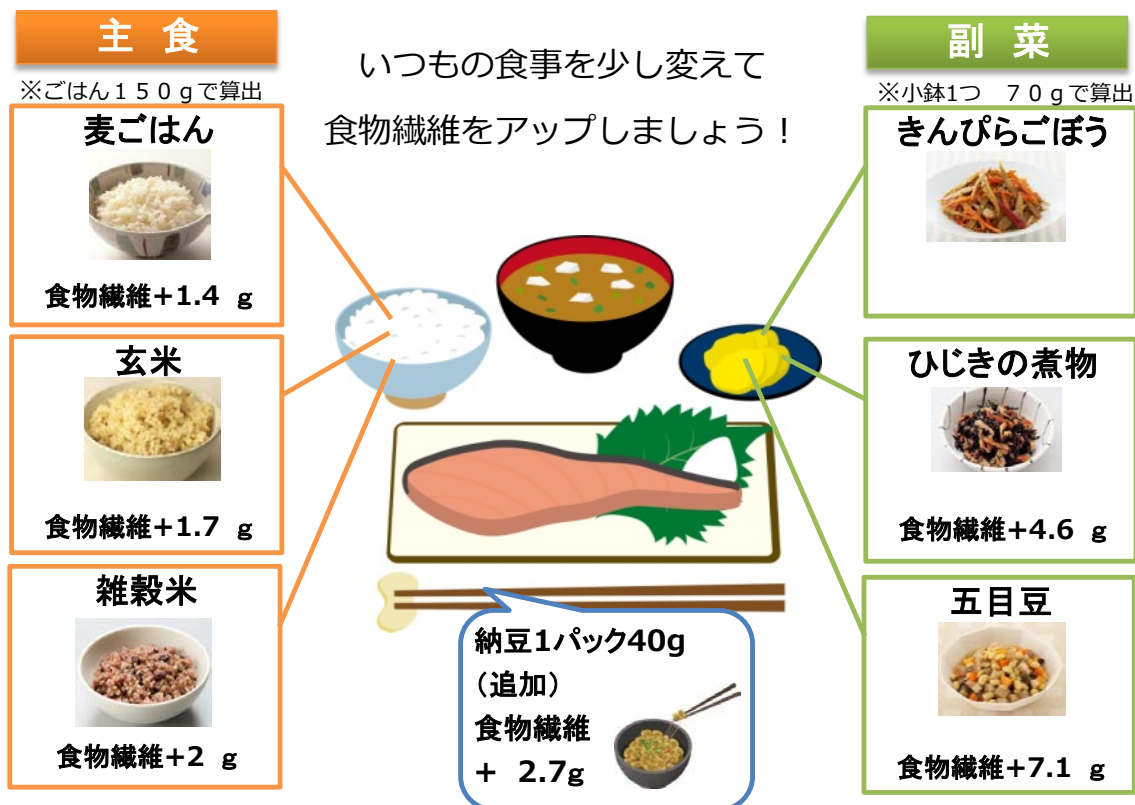 主 食
※ごはん150gで算出
麦ごはん
食物繊維+1.4 g
玄米
食物繊維+1.7 g
雑穀米
食物繊維+2 g
いつもの食事を少し変えて
食物繊維をアップしましょう！
納豆1パック40g
（追加）
食物繊維
+ 2.7g
副 菜
※小鉢1つ 70gで算出
きんぴらごぼう
ひじきの煮物
食物繊維+4.6 g
五目豆
食物繊維+7.1 g